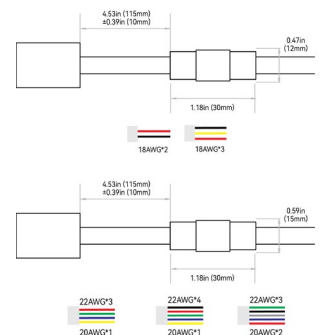 4.53in (115mm)
±0.39in (10mm)
0.47in
(12mm)
1.18in (30mm)
18AWG*2
18AWG*3
4.53in (115mm)
±0.39in (10mm)
0.59in
(15mm)
1.18in (30mm)
22AWG*3
22AWG*4
22AWG*3
20AWG*1
20AWG*1
20AWG*2